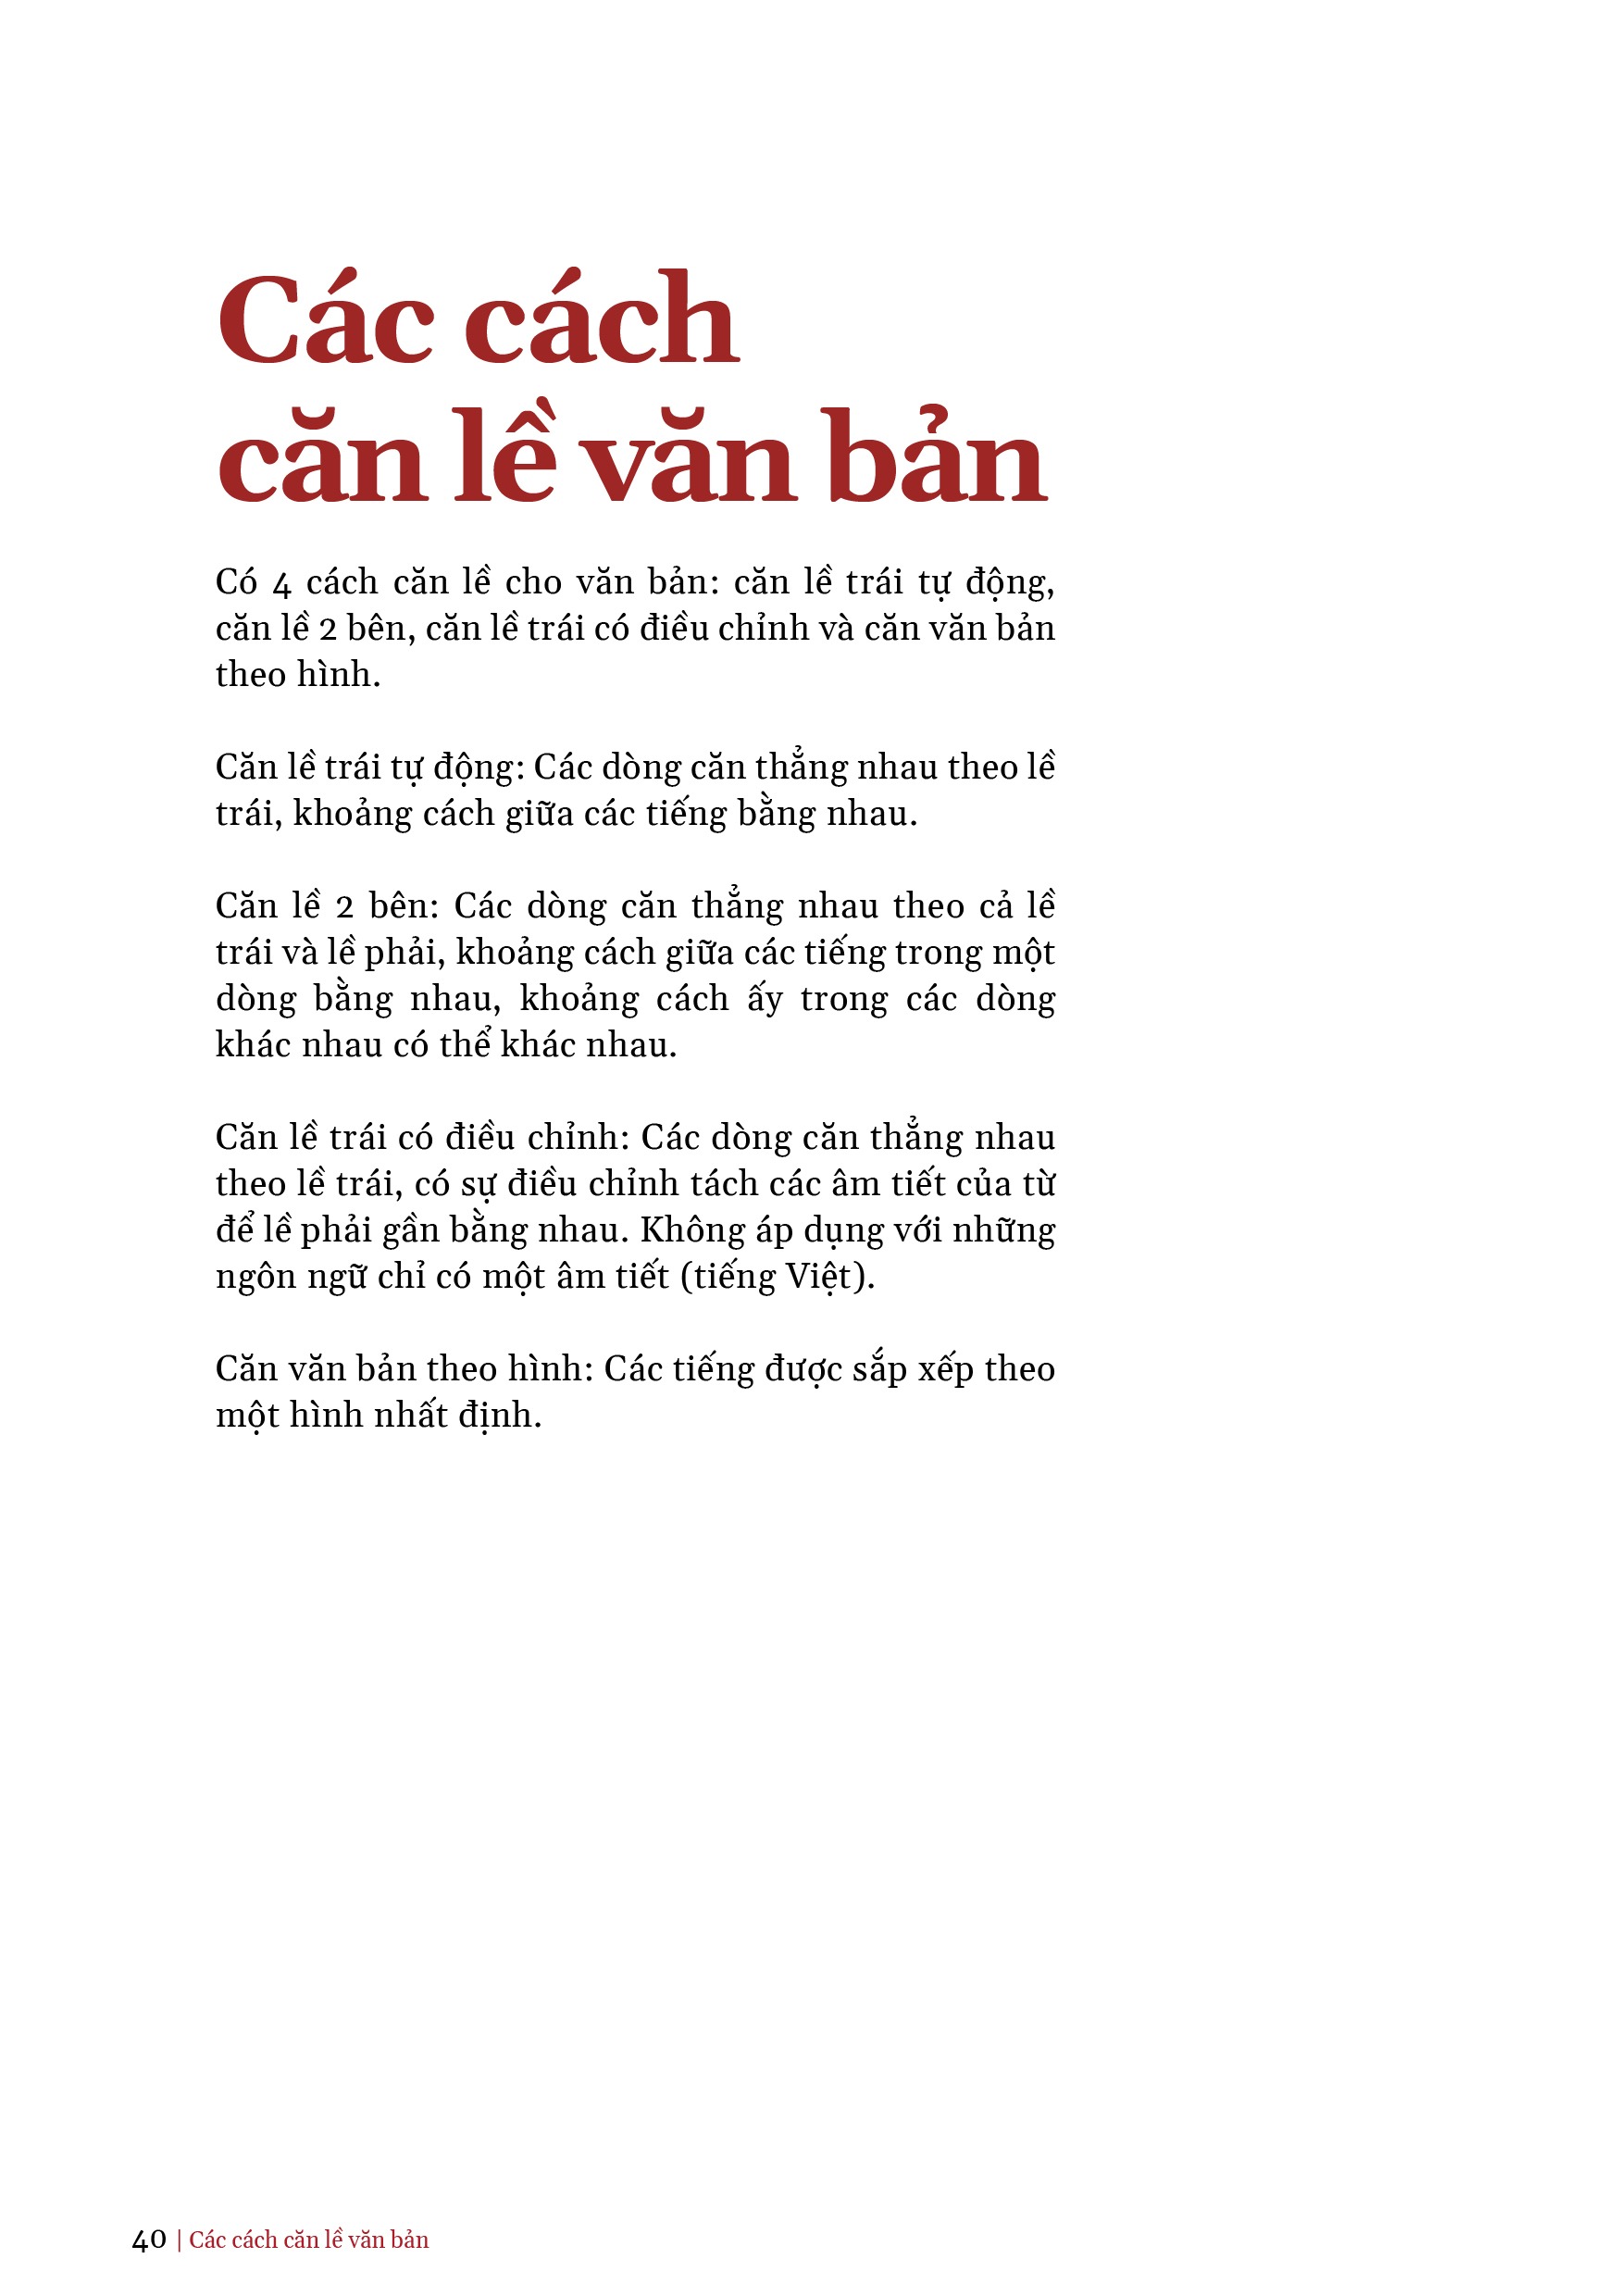 Các cách
căn lề văn bản
Có 4 cách căn lề cho văn bản: căn lề trái tự động,
căn lề 2 bên, căn lề trái có điều chỉnh và căn văn bản
theo hình.
Căn lề trái tự động: Các dòng căn thẳng nhau theo lề
trái, khoảng cách giữa các tiếng bằng nhau.
Căn lề 2 bên: Các dòng căn thẳng nhau theo cả lề
trái và lề phải, khoảng cách giữa các tiếng trong một
dòng bằng nhau, khoảng cách ấy trong các dòng
khác nhau có thể khác nhau.
Căn lề trái có điều chỉnh: Các dòng căn thẳng nhau
theo lề trái, có sự điều chỉnh tách các âm tiết của từ
để lề phải gần bằng nhau. Không áp dụng với những
ngôn ngữ chỉ có một âm tiết (tiếng Việt).
Căn văn bản theo hình: Các tiếng được sắp xếp theo
một hình nhất định.
40 | Các cách căn lề văn bản